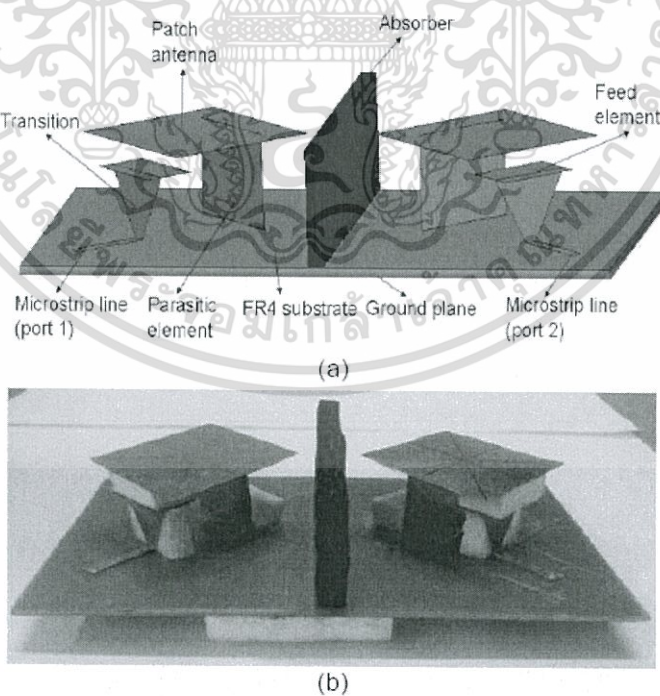 Patch
antenna
Absorber
Transition
Feed
element
Microstrip line
(port 1)
Parasitic
element
FR4 substrate
Ground plane
Microstrip line
(port 2)
(a)
(b)